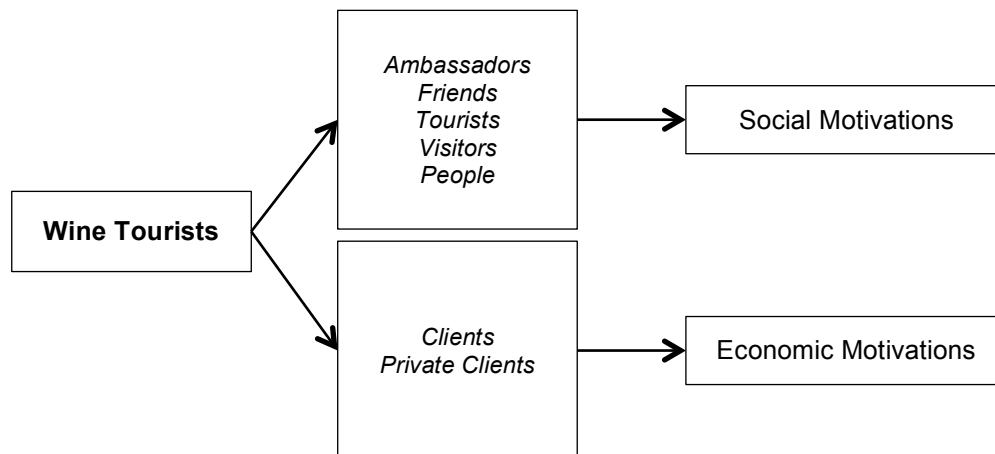 Wine Tourists
Ambassadors
Friends
Tourists
Visitors
People
Social Motivations
Clients
Private Clients
Economic Motivations